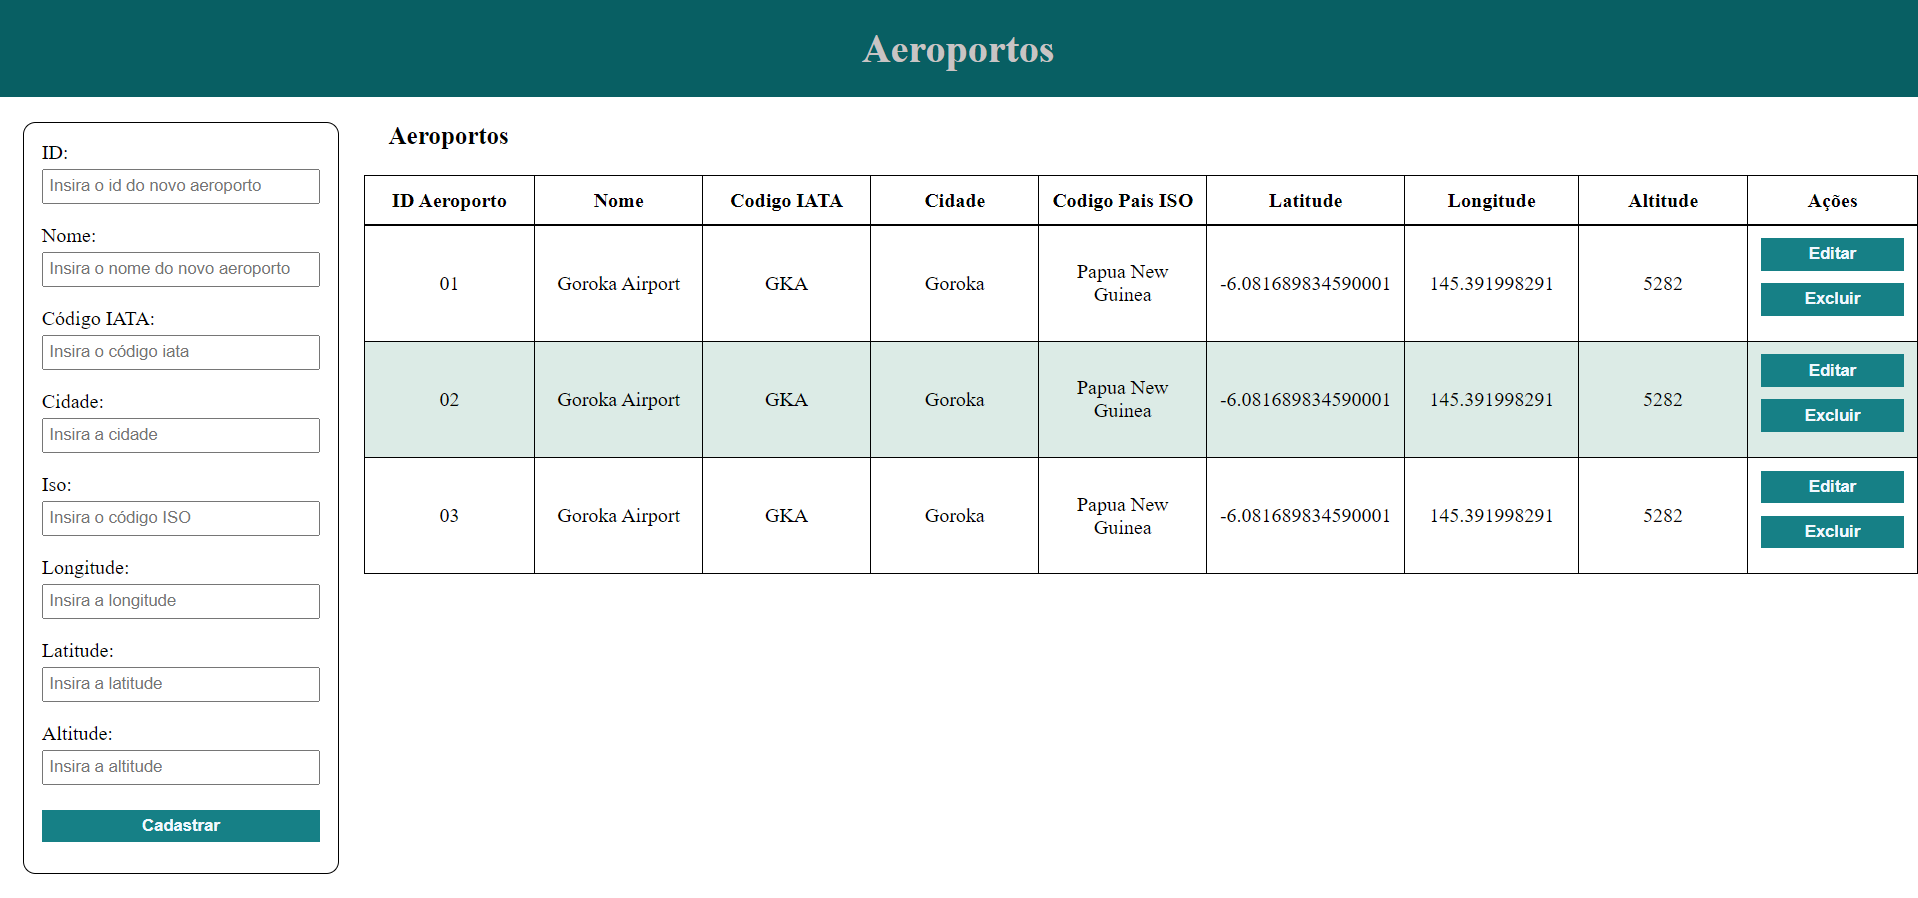 Aeroportos
ID:
Insira o id do novo aeroporto
Nome:
Insira o nome do novo aeroporto
Código IATA:
Insira o código iata
Cidade:
Insira a cidade
Iso:
Insira o código ISO
Longitude:
Insira a longitude
Latitude:
Insira a latitude
Altitude:
Insira a altitude
Cadastrar
Aeroportos
ID Aeroporto Nome Codigo IATA Cidade Codigo Pais ISO Latitude Longitude Altitude Ações
01 Goroka Airport GKA Goroka Papua New Guinea -6.081689834590001 145.391998291 5282 Editar Excluir
02 Goroka Airport GKA Goroka Papua New Guinea -6.081689834590001 145.391998291 5282 Editar Excluir
03 Goroka Airport GKA Goroka Papua New Guinea -6.081689834590001 145.391998291 5282 Editar Excluir